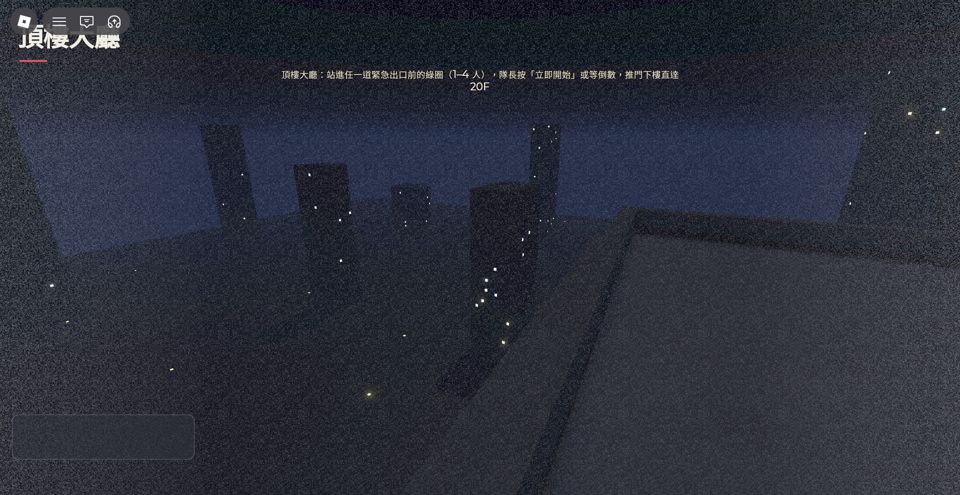 頂樓大廳
頂樓大廳：站進任一道緊急出口前的綠圈（1–4 人），隊長按「立即開始」或等倒數，推門下樓直達
20F